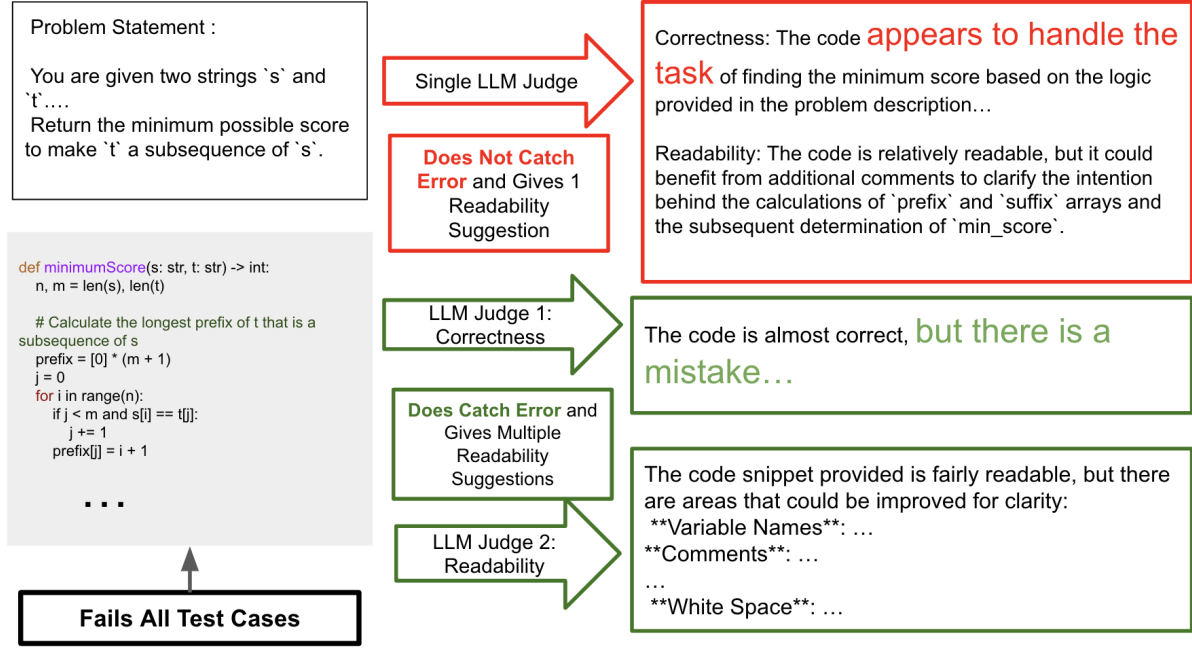 Problem Statement :
You are given two strings `s` and
`t`....
Return the minimum possible score
to make `t` a subsequence of `s`.
def minimumScore(s: str, t: str) -> int:
n, m = len(s), len(t)
# Calculate the longest prefix of t that is a
subsequence of s
prefix = [0] * (m + 1)
j = 0
for i in range(n):
if j < m and s[i] == t[j]:
j += 1
prefix[j] = i + 1
...
Fails All Test Cases
Single LLM Judge
Does Not Catch
Error and Gives 1
Readability
Suggestion
Correctness: The code appears to handle the
task of finding the minimum score based on the logic
provided in the problem description…
Readability: The code is relatively readable, but it could
benefit from additional comments to clarify the intention
behind the calculations of `prefix` and `suffix` arrays and
the subsequent determination of `min_score`.
LLM Judge 1:
Correctness
The code is almost correct, but there is a
mistake…
Does Catch Error and
Gives Multiple
Readability
Suggestions
LLM Judge 2:
Readability
The code snippet provided is fairly readable, but there
are areas that could be improved for clarity:
**Variable Names**: …
**Comments**: …
…
**White Space**: …